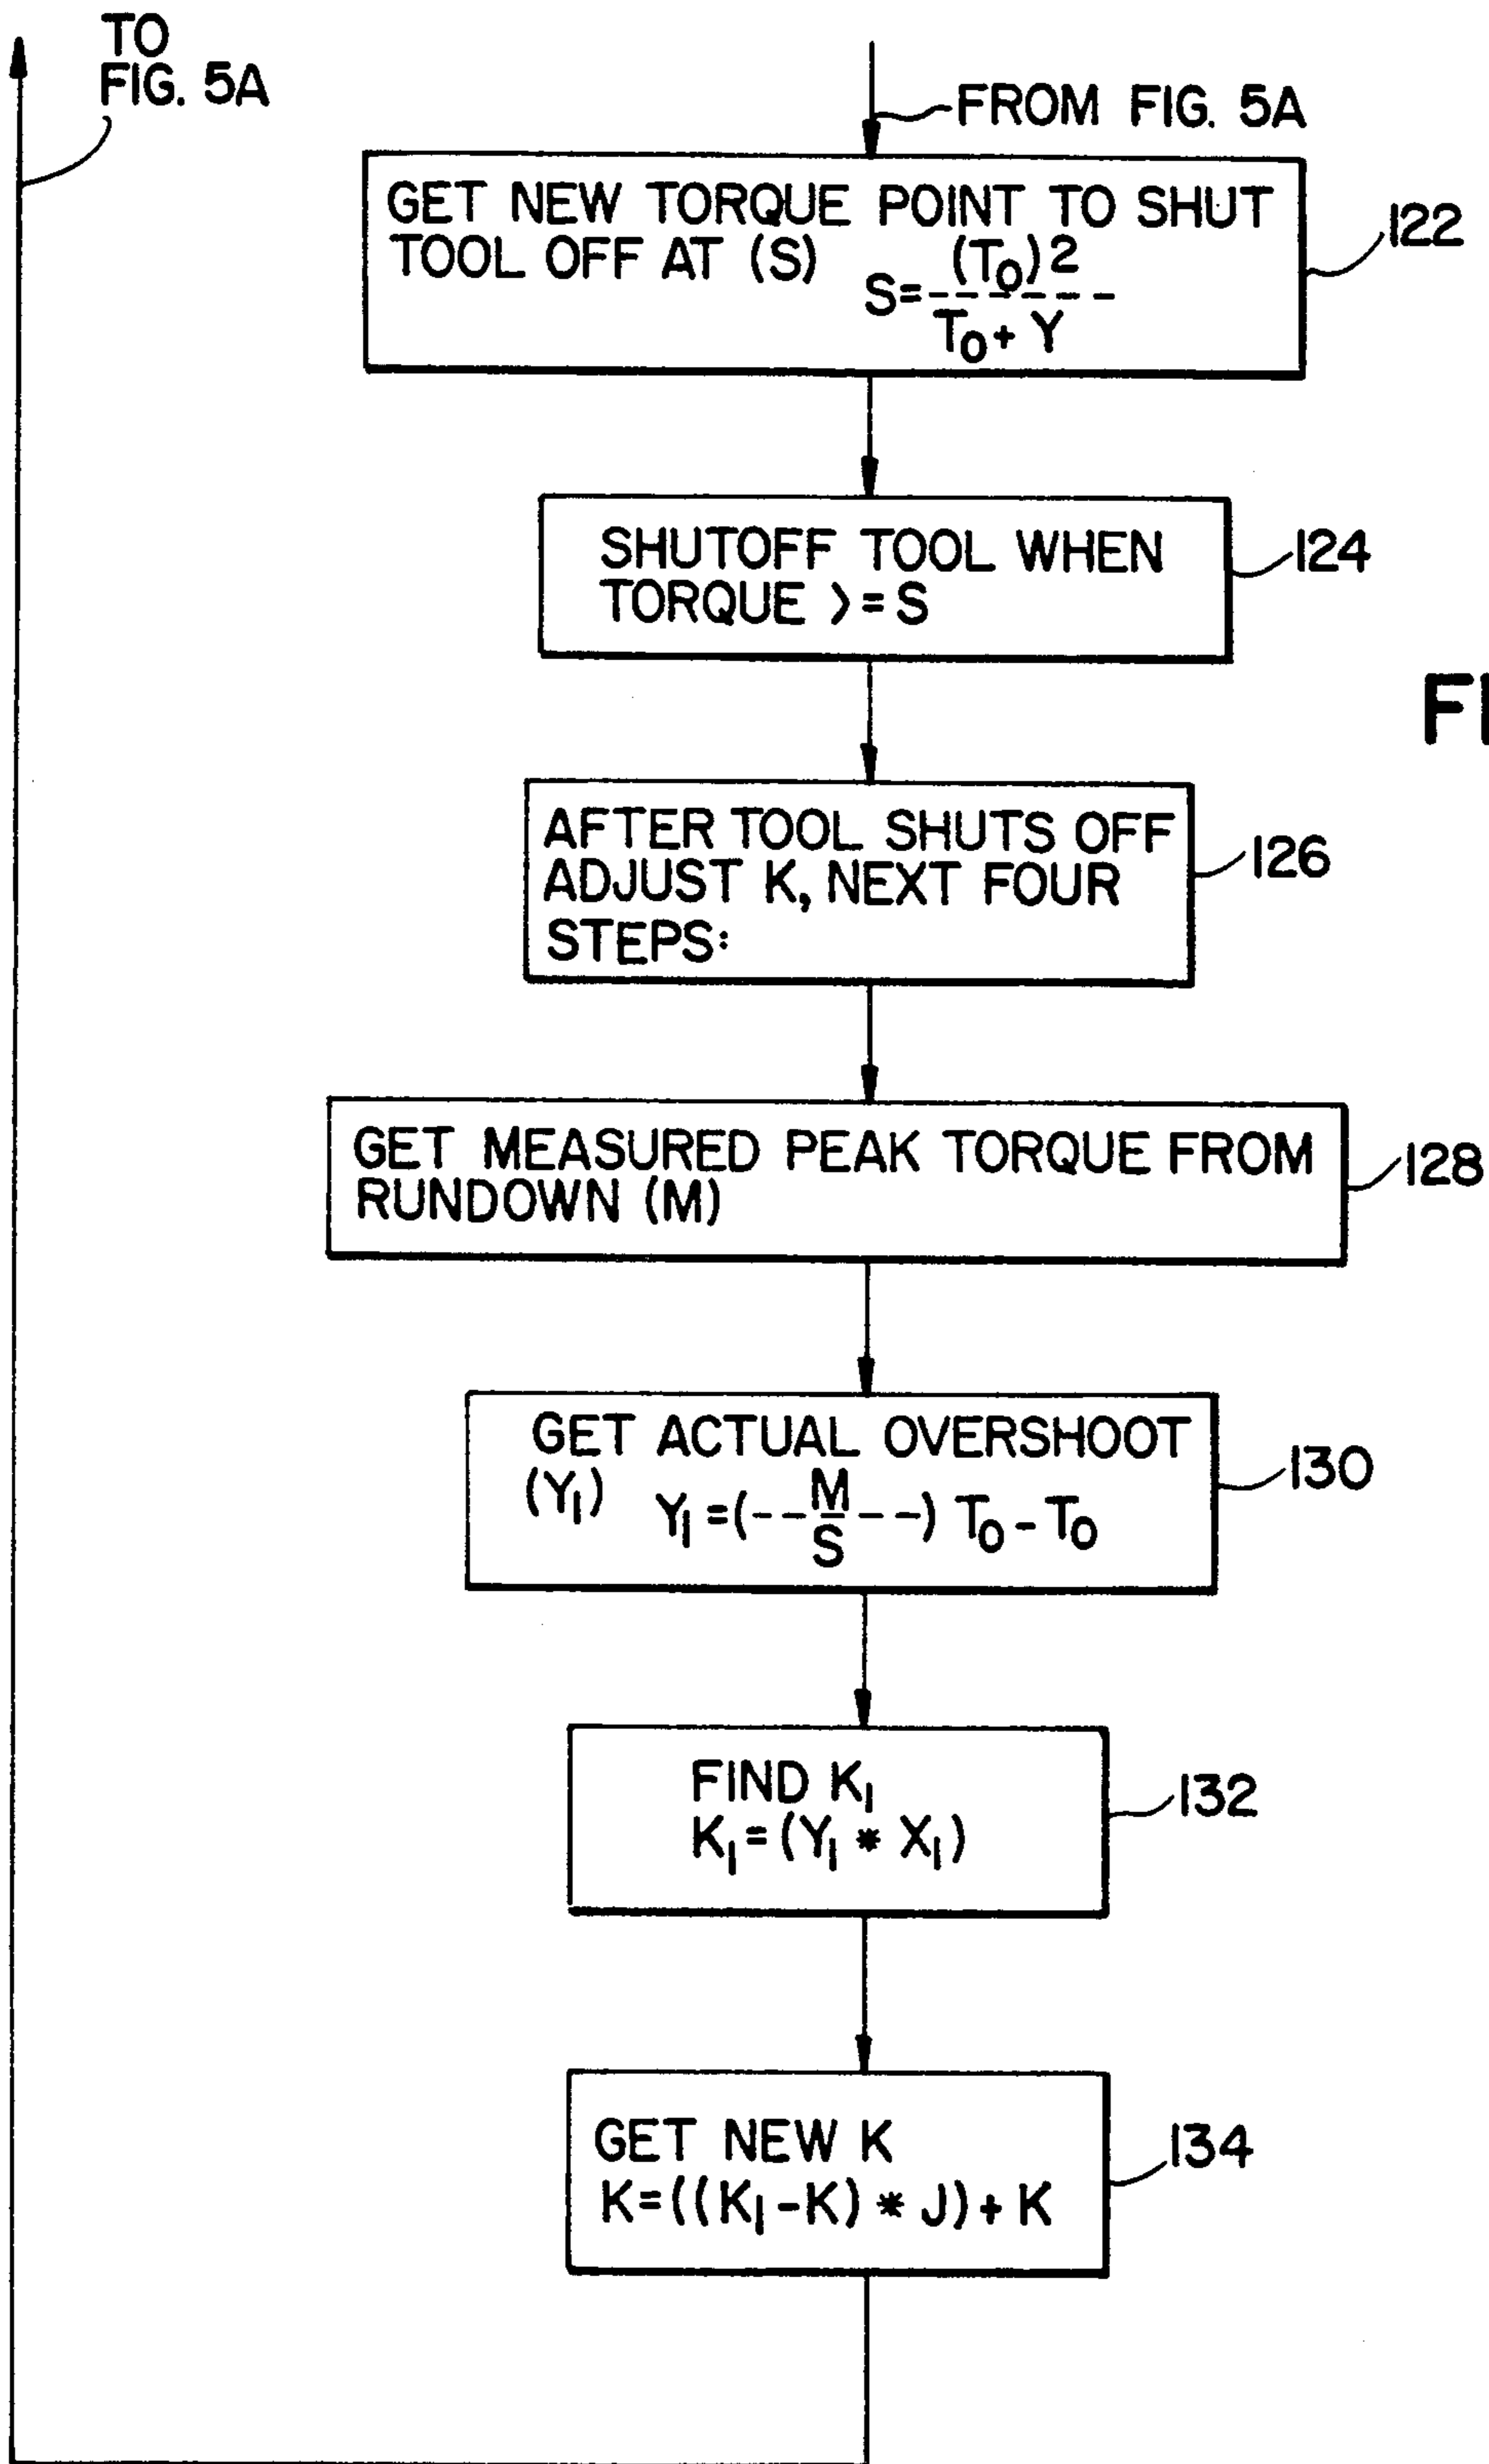 TO
FIG. 5A
FROM FIG. 5A
GET NEW TORQUE POINT TO SHUT
TOOL OFF AT (S)
S=(T₀)²
------
T₀+ Y
122
SHUTOFF TOOL WHEN
TORQUE >= S
124
AFTER TOOL SHUTS OFF
ADJUST K, NEXT FOUR
STEPS:
126
GET MEASURED PEAK TORQUE FROM
RUNDOWN (M)
128
GET ACTUAL OVERSHOOT
(Y₁) Y₁=(--M/S--) T₀-T₀
130
FIND K₁
K₁=(Y₁ * X₁)
132
GET NEW K
K=((K₁-K) * J)+K
134